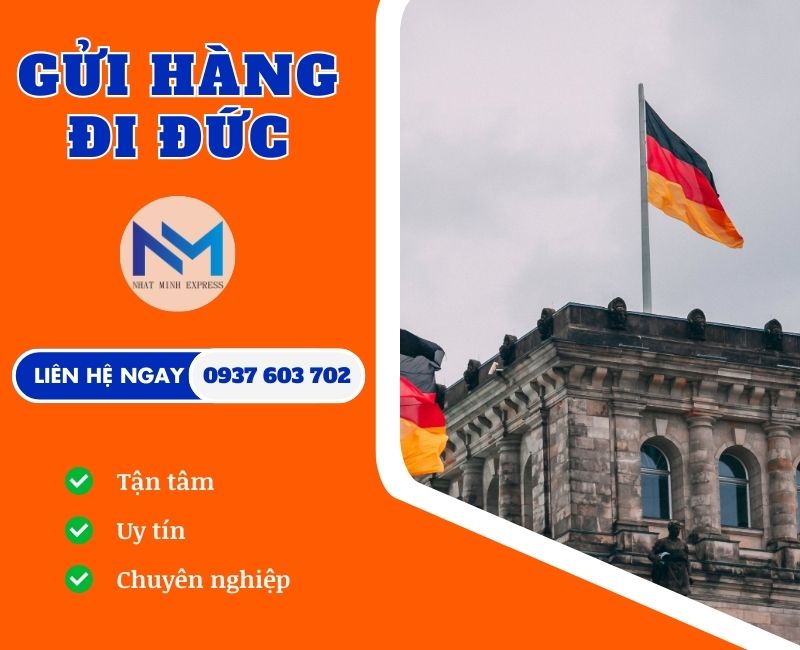 GỬI HÀNG
ĐI ĐỨC
NM
NHAT MINH EXPRESS
LIÊN HỆ NGAY 0937 603 702
Tận tâm
Uy tín
Chuyên nghiệp